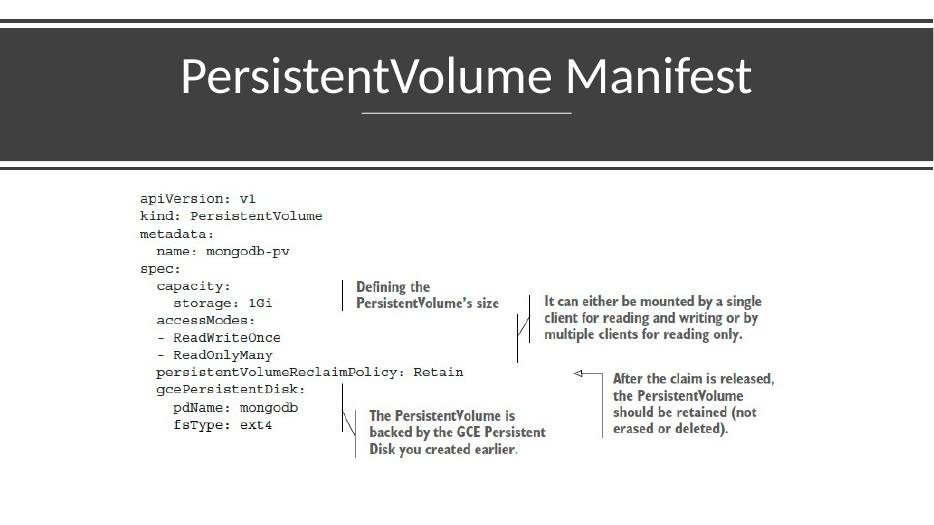 PersistentVolume Manifest
apiVersion: v1
kind: PersistentVolume
metadata:
  name: mongodb-pv
spec:
  capacity:
    storage: 1Gi
  accessModes:
  - ReadWriteOnce
  - ReadOnlyMany
  persistentVolumeReclaimPolicy: Retain
  gcePersistentDisk:
    pdName: mongodb
    fsType: ext4
Defining the
PersistentVolume's size
It can either be mounted by a single
client for reading and writing or by
multiple clients for reading only.
After the claim is released,
the PersistentVolume
should be retained (not
erased or deleted).
The PersistentVolume is
backed by the GCE Persistent
Disk you created earlier.